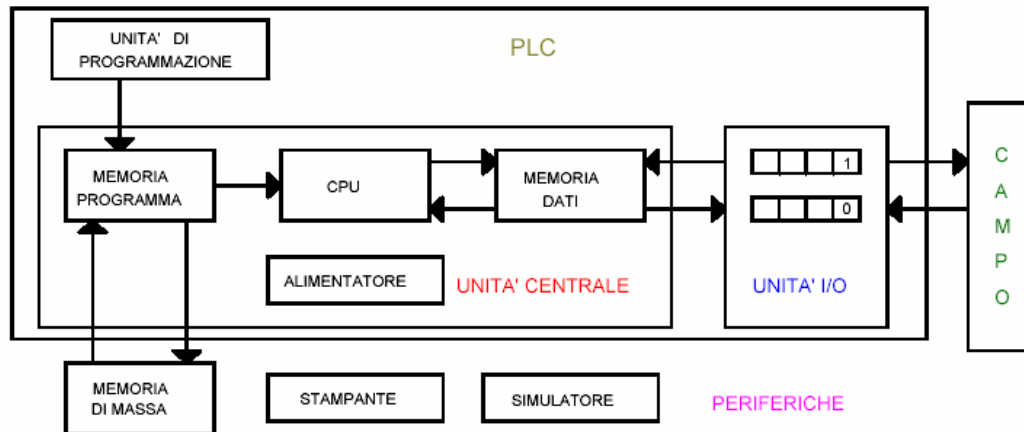 UNITA' DI
PROGRAMMAZIONE
PLC
MEMORIA
PROGRAMMA
CPU
MEMORIA
DATI
1
0
ALIMENTATORE
UNITA' CENTRALE
UNITA' I/O
C
A
M
P
O
MEMORIA
DI MASSA
STAMPANTE
SIMULATORE
PERIFERICHE